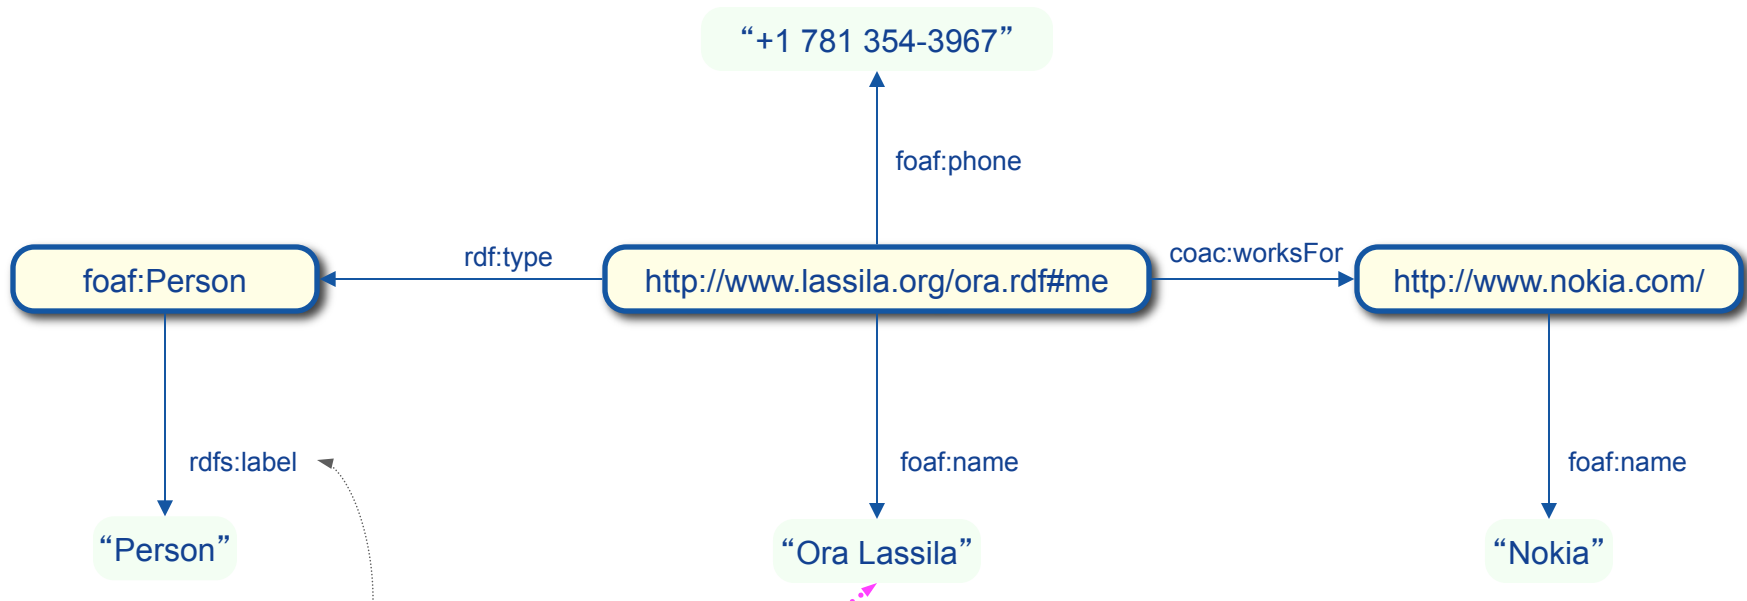 “+1 781 354-3967”
foaf:phone
rdf:type
coac:worksFor
foaf:Person
http://www.lassila.org/ora.rdf#me
http://www.nokia.com/
rdfs:label
foaf:name
foaf:name
“Person”
“Ora Lassila”
“Nokia”